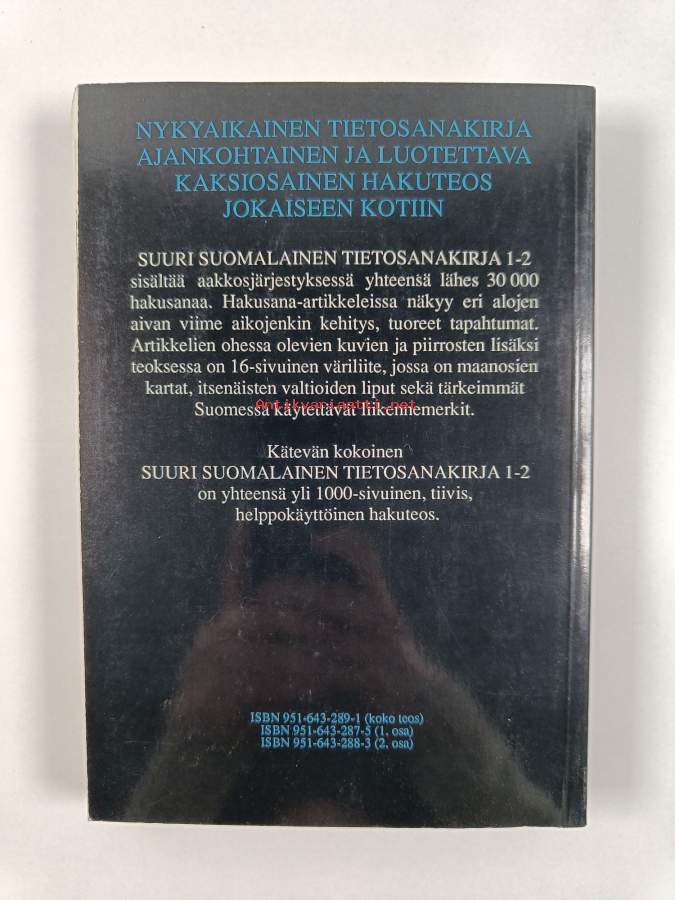 NYKYAIKAINEN TIETOSANAKIRJA
AJANKOHTAINEN JA LUOTETTAVA
KAKSIOSAINEN HAKUTEOS
JOKAISEEN KOTIIN
SUURI SUOMALAINEN TIETOSANAKIRJA 1-2
sisältää aakkosjärjestyksessä yhteensä lähes 30 000
hakusanaa. Hakusana-artikkeleissa näkyy eri alojen
aivan viime aikojenkin kehitys, tuoreet tapahtumat.
Artikkelien ohessa olevien kuvien ja piirrosten lisäksi
teoksessa on 16-sivuinen väriliite, jossa on maanosien
kartat, itsenäisten valtioiden liput sekä tärkeimmät
Antikvariaatti.net
Suomessa käytettävät liikennemerkit.
Kätevän kokoinen
SUURI SUOMALAINEN TIETOSANAKIRJA 1-2
on yhteensä yli 1000-sivuinen, tiivis,
helppokäyttöinen hakuteos.
ISBN 951-643-289-1 (koko teos)
ISBN 951-643-287-5 (1. osa)
ISBN 951-643-288-3 (2. osa)